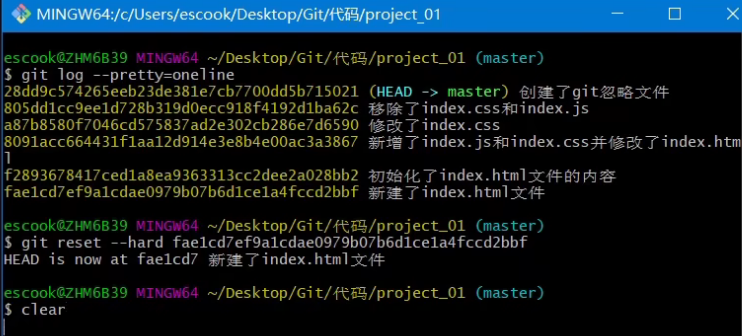 MINGW64:/c/Users/escook/Desktop/Git/代码/project_01
escook@ZHM6B39 MINGW64 ~/Desktop/Git/代码/project_01 (master)
$ git log --pretty=oneline
28dd9c574265eeb23de381e7cb7700dd5b715021 (HEAD -> master) 创建了git忽略文件
805dd1cc9ee1d728b319d0ecc918f4192d1ba62c 移除了index.css和index.js
a87b8580f7046cd575837ad2e302cb286e7d6590 修改了index.css
8091acc664431f1aa12d914e3e8b4e00ac3a3867 新增了index.js和index.css并修改了index.htm
l
f2893678417ced1a8ea9363313cc2dee2a028bb2 初始化了index.html文件的内容
fae1cd7ef9a1cdae0979b07b6d1ce1a4fccd2bbf 新建了index.html文件
escook@ZHM6B39 MINGW64 ~/Desktop/Git/代码/project_01 (master)
$ git reset --hard fae1cd7ef9a1cdae0979b07b6d1ce1a4fccd2bbf
HEAD is now at fae1cd7 新建了index.html文件
escook@ZHM6B39 MINGW64 ~/Desktop/Git/代码/project_01 (master)
$ clear